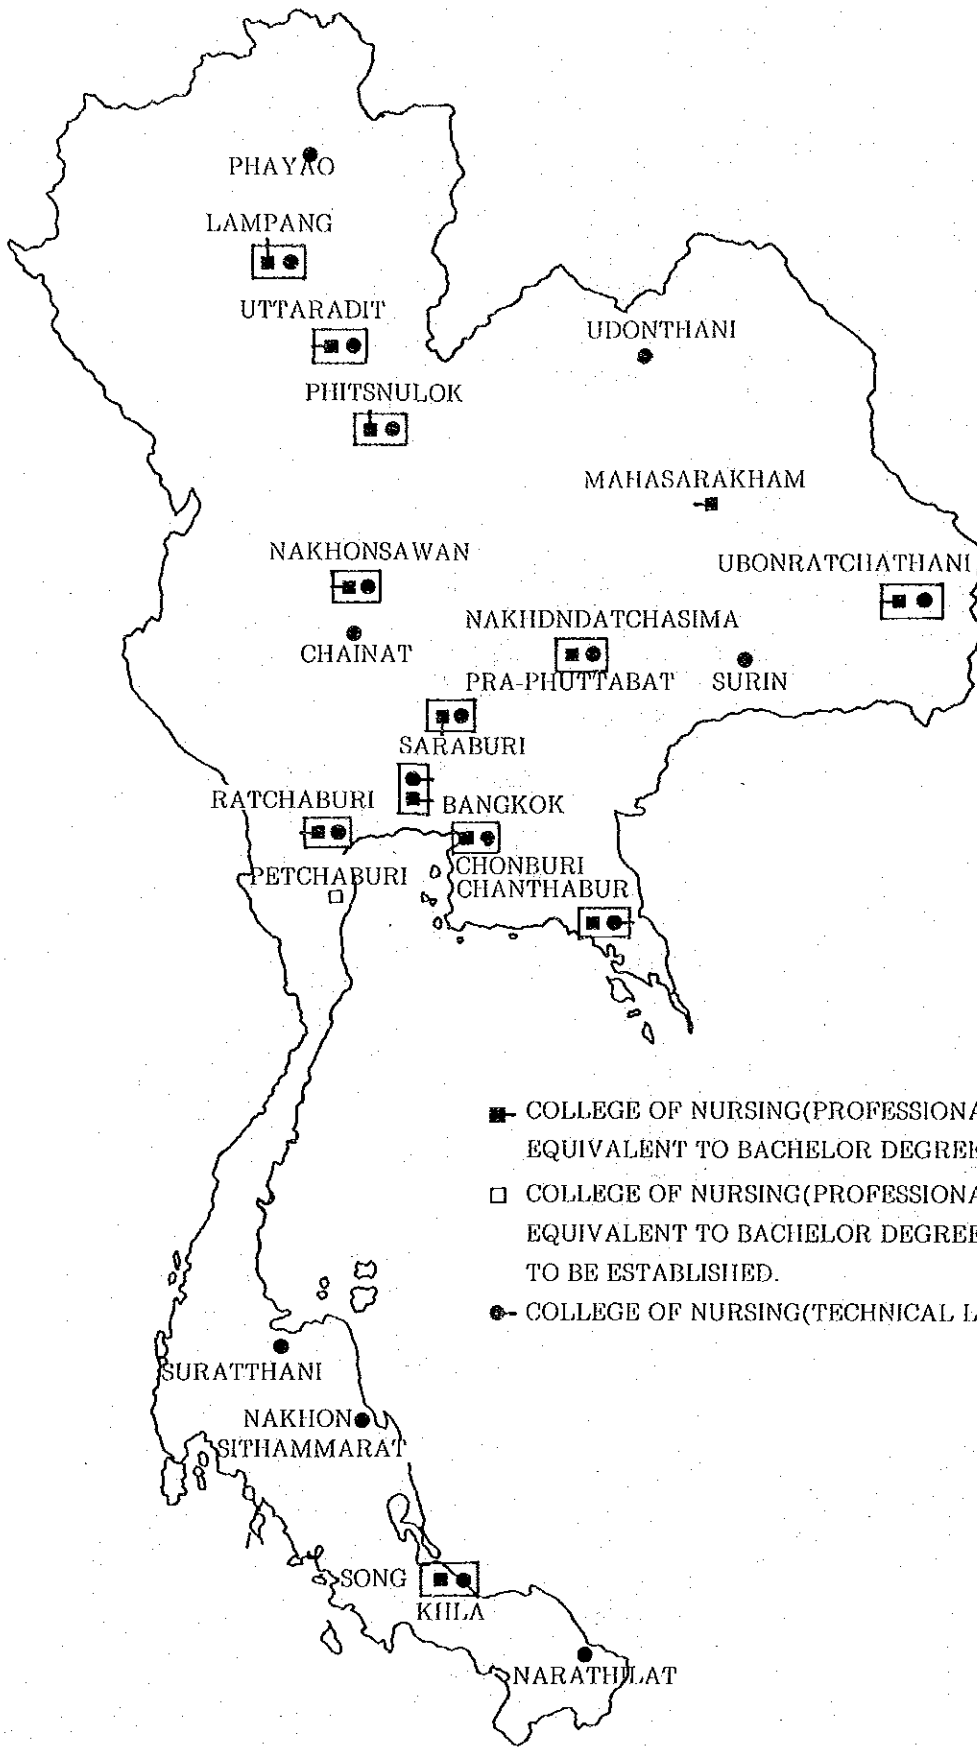 PHAYAO
LAMPANG
UTTARADIT
UDONTHANI
PHITSNULOK
MAHASARAKHAM
NAKHONSAWAN
UBONRATCHATHANI
NAKHDNDATCHASIMA
CHAINAT
PRA-PHUTTABAT
SURIN
SARABURI
RATCHABURI
BANGKOK
PETCHABURI
CHONBURI
CHANTHABUR
COLLEGE OF NURSING(PROFESSIONA
EQUIVALENT TO BACHELOR DEGREE
COLLEGE OF NURSING(PROFESSIONA
EQUIVALENT TO BACHELOR DEGREE
TO BE ESTABLISHED.
COLLEGE OF NURSING(TECHNICAL L
SURATTHANI
NAKHON
SITHAMMARAT
SONG
KHLA
NARATHILAT